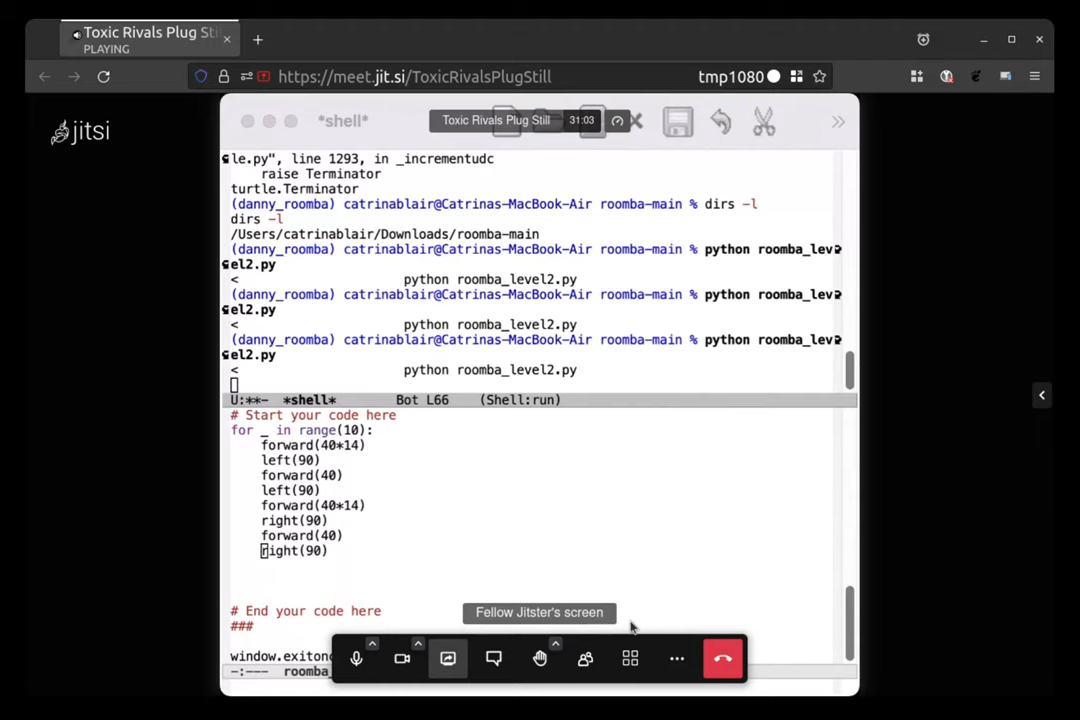 Toxic Rivals Plug Sti
PLAYING
https://meet.jit.si/ToxicRivalsPlugStill
tmp1080
jitsi
*shell*
Toxic Rivals Plug Still
31:03
le.py", line 1293, in _incrementudc
    raise Terminator
turtle.Terminator
(danny_roomba) catrinablair@Catrinas-MacBook-Air roomba-main % dirs -l
dirs -l
/Users/catrinablair/Downloads/roomba-main
(danny_roomba) catrinablair@Catrinas-MacBook-Air roomba-main % python roomba_lev
el2.py
<                      python roomba_level2.py
(danny_roomba) catrinablair@Catrinas-MacBook-Air roomba-main % python roomba_lev
el2.py
<                      python roomba_level2.py
(danny_roomba) catrinablair@Catrinas-MacBook-Air roomba-main % python roomba_lev
el2.py
<                      python roomba_level2.py
U:**-  *shell*        Bot L66    (Shell:run)
# Start your code here
for _ in range(10):
    forward(40*14)
    left(90)
    forward(40)
    left(90)
    forward(40*14)
    right(90)
    forward(40)
    right(90)
# End your code here
Fellow Jitster's screen
###
window.exitonc
-:---  roomba_